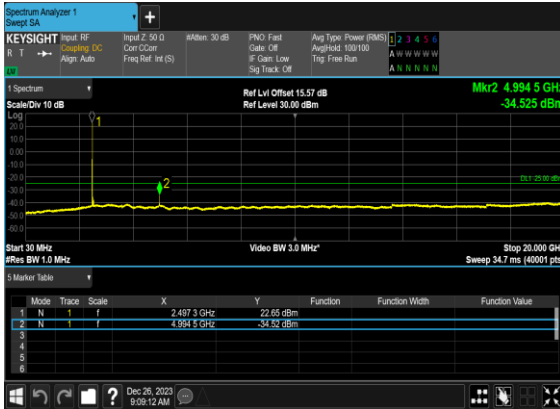 Spectrum Analyzer 1
Swept SA
+
KEYSIGHT Input: RF Input Z: 50 Ω #Atten: 30 dB PNO: Fast Avg Type: Power (RMS) 1 2 3 4 5 6
R T Coupling: DC Corr CCorr Gate: Off Avg|Hold: 100/100 A W W W W W
Align: Auto Freq Ref: Int (S) IF Gain: Low Trig: Free Run
Sig Track: Off A N N N N N
1 Spectrum Ref Lvl Offset 15.57 dB Mkr2 4.994 5 GHz
Scale/Div 10 dB Ref Level 30.00 dBm -34.525 dBm
Log
20.0
10.0
0.00
-10.0
-20.0
-30.0
-40.0
-50.0
-60.0
1
2
Start 30 MHz Video BW 3.0 MHz* Stop 20.000 GH
#Res BW 1.0 MHz Sweep 34.7 ms (40001 pts
5 Marker Table
Mode Trace Scale X Y Function Function Width Function Value
1 N 1 f 2.497 3 GHz 22.65 dBm
2 N 1 f 4.994 5 GHz -34.52 dBm
3
4
5
6
? Dec 26, 2023
9:09:12 AM